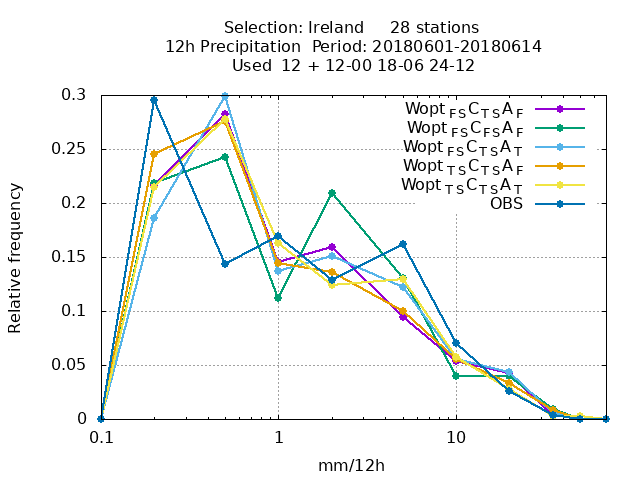 Selection: Ireland 28 stations
12h Precipitation Period: 20180601-20180614
Used 12 + 12-00 18-06 24-12
0.3
0.25
0.2
0.15
0.1
0.05
0
0.1
1
10
Relative frequency
mm/12h
Wopt FS C TS A F
Wopt FS C FS A F
Wopt FS C TS A T
Wopt TS C TS A F
Wopt TS C TS A T
OBS